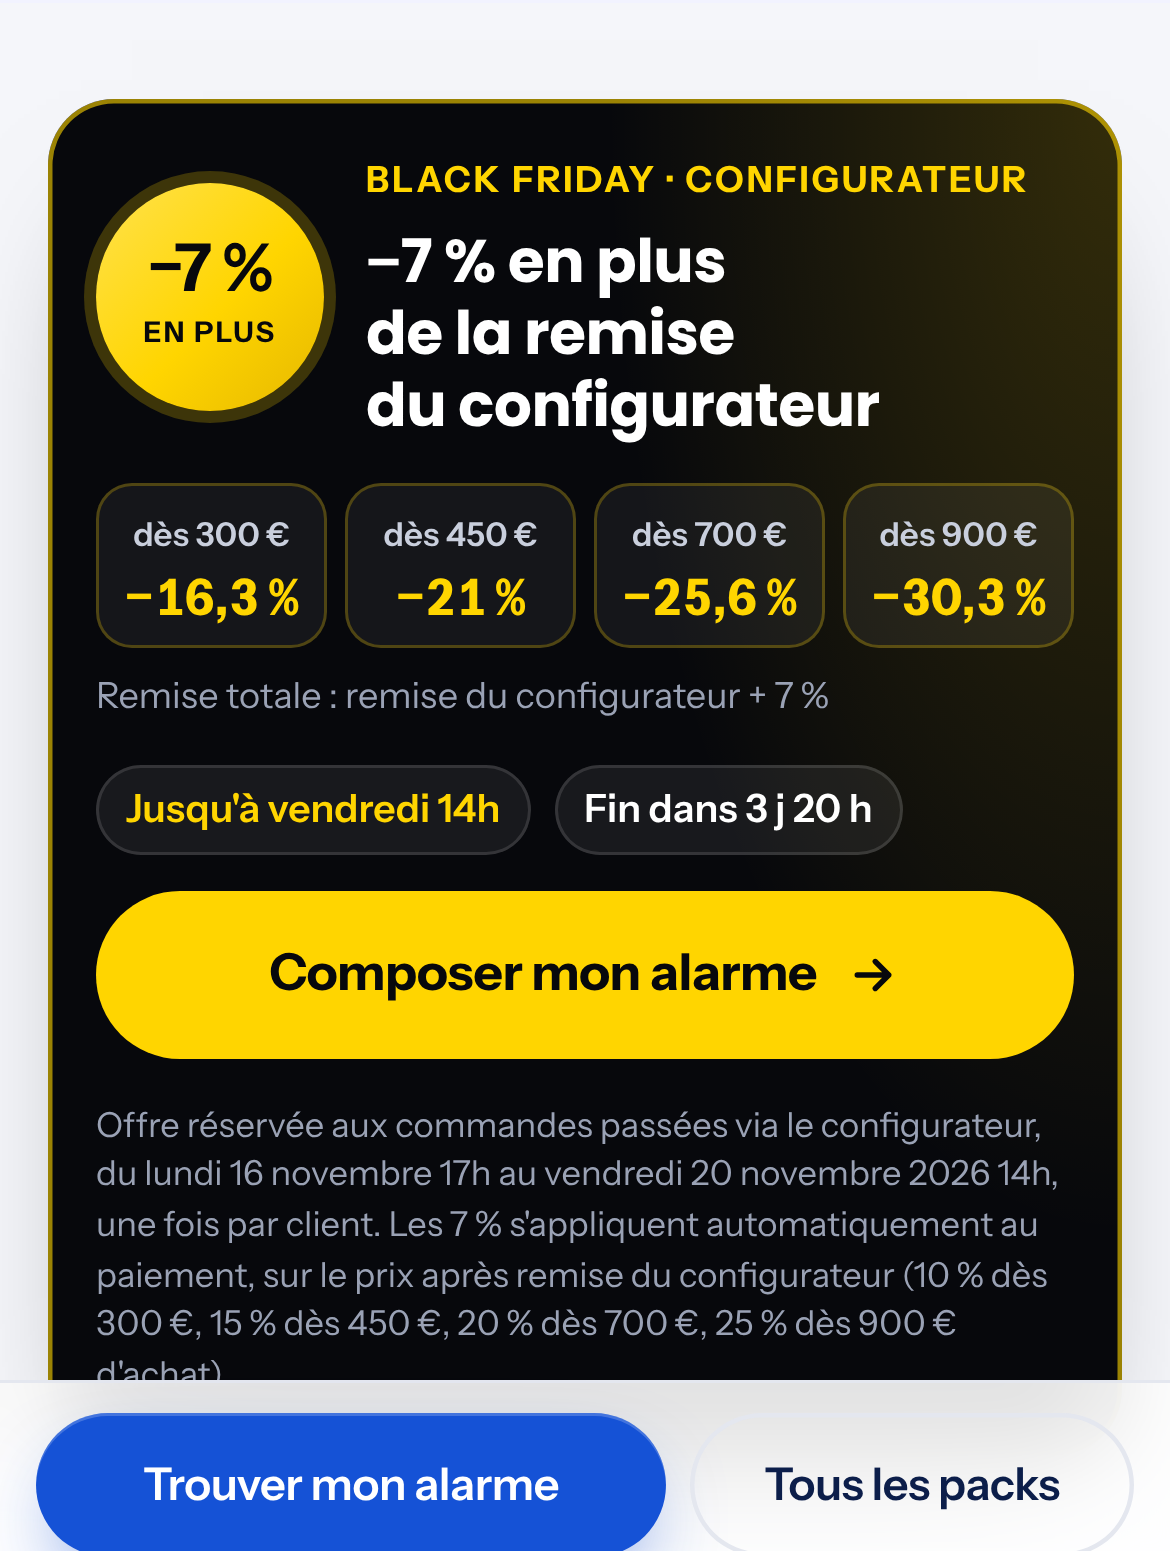 BLACK FRIDAY · CONFIGURATEUR
–7 %
EN PLUS
–7 % en plus
de la remise
du configurateur
dès 300 €
–16,3 %
dès 450 €
–21 %
dès 700 €
–25,6 %
dès 900 €
–30,3 %
Remise totale : remise du configurateur + 7 %
Jusqu'à vendredi 14h
Fin dans 3 j 20 h
Composer mon alarme →
Offre réservée aux commandes passées via le configurateur,
du lundi 16 novembre 17h au vendredi 20 novembre 2026 14h,
une fois par client. Les 7 % s'appliquent automatiquement au
paiement, sur le prix après remise du configurateur (10 % dès
300 €, 15 % dès 450 €, 20 % dès 700 €, 25 % dès 900 €
d'achat)
Trouver mon alarme
Tous les packs